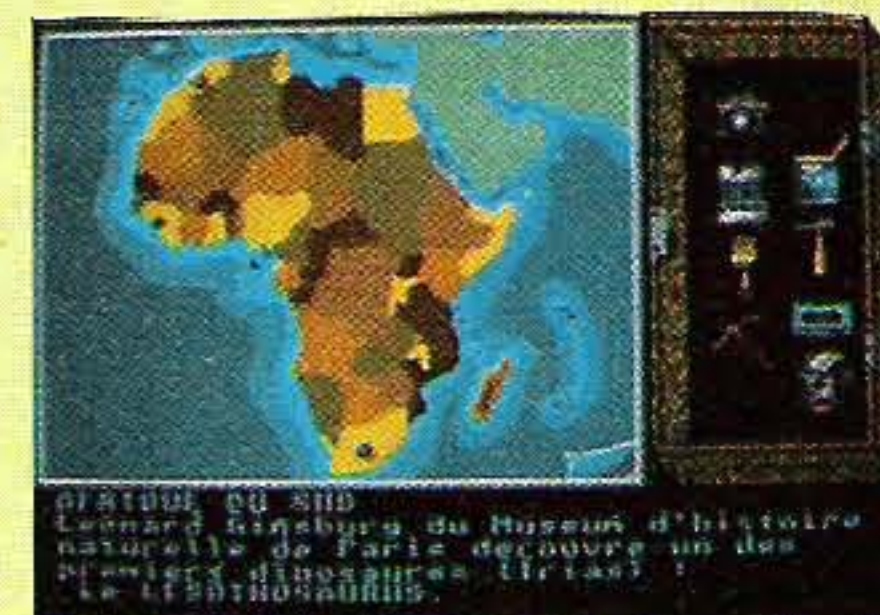 AFRIQUE DU SUD
Leonard Ginsburg du Museum d'histoire
naturelle de Paris decouvre un des
premiers dinosaures (Trias) :
Le LESOTHOSAURUS.